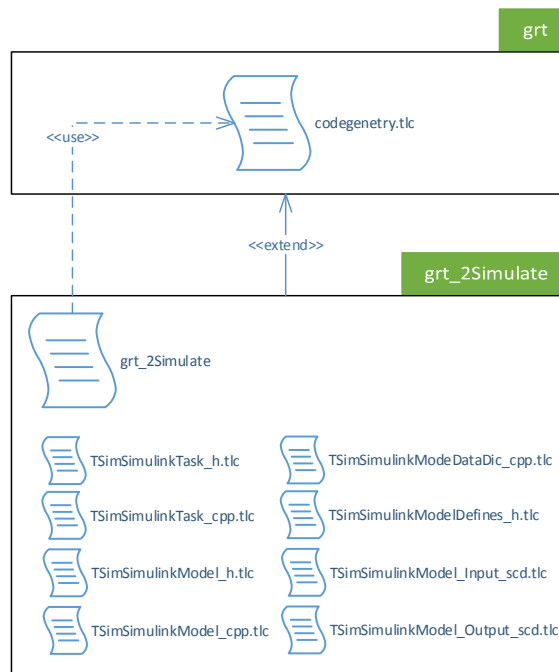 grt
codegenetry.tlc
<<use>>
<<extend>>
grt_2Simulate
grt_2Simulate
TSimSimulinkTask_h.tlc
TSimSimulinkModeDataDic_cpp.tlc
TSimSimulinkTask_cpp.tlc
TSimSimulinkModelDefines_h.tlc
TSimSimulinkModel_h.tlc
TSimSimulinkModel_Input_scd.tlc
TSimSimulinkModel_cpp.tlc
TSimSimulinkModel_Output_scd.tlc